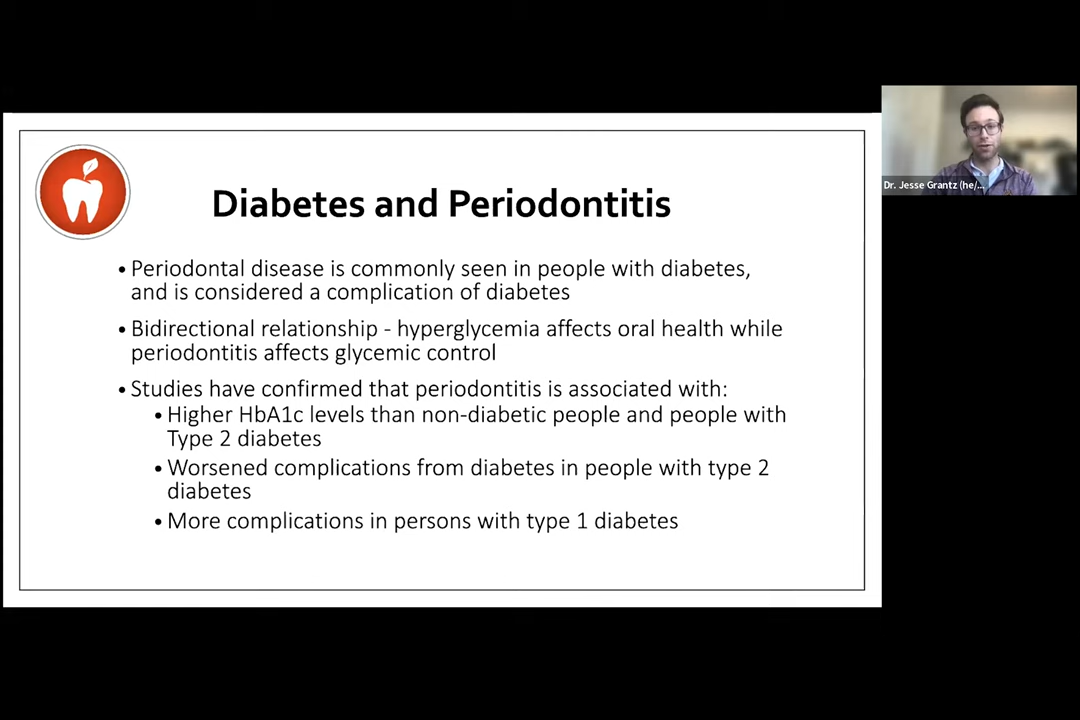 Diabetes and Periodontitis
• Periodontal disease is commonly seen in people with diabetes,
and is considered a complication of diabetes
• Bidirectional relationship - hyperglycemia affects oral health while
periodontitis affects glycemic control
• Studies have confirmed that periodontitis is associated with:
• Higher HbA1c levels than non-diabetic people and people with
Type 2 diabetes
• Worsened complications from diabetes in people with type 2
diabetes
• More complications in persons with type 1 diabetes
Dr. Jesse Grantz (he/...